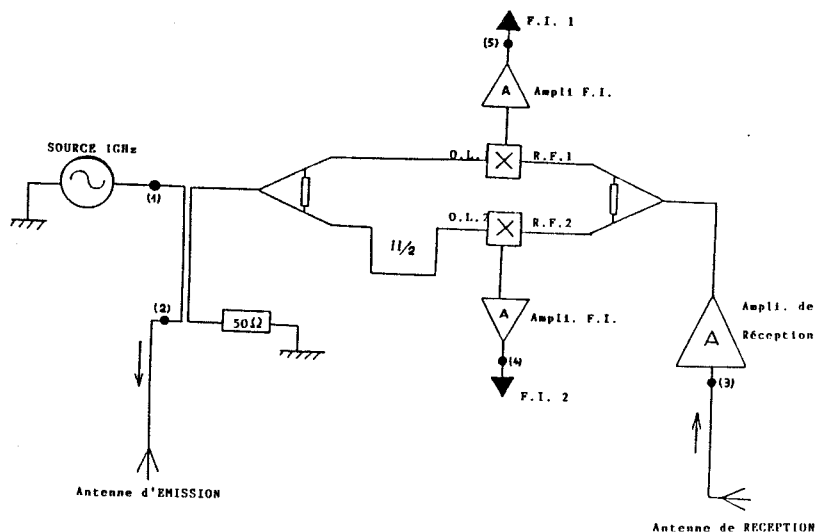 F.I. 1
(5)
A
Ampli F.I.
SOURCE 1GHz
(1)
O.L.
R.F.1
O.L.2
R.F.2
Π/2
(2)
50Ω
A
Ampli. F.I.
(4)
F.I. 2
Ampli. de
Réception
A
(3)
Antenne d'EMISSION
Antenne de RECEPTION